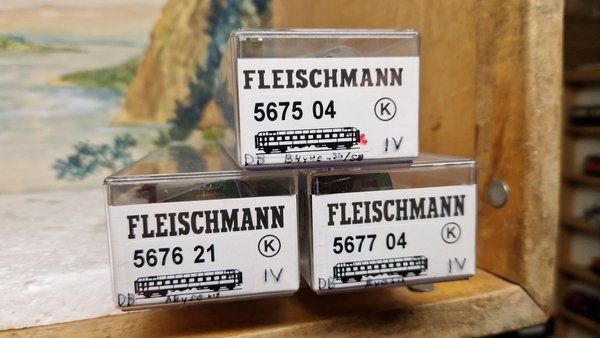 FLEISCHMANN
5675 04 K
IV
DB
FLEISCHMANN
5676 21 K
IV
DB
FLEISCHMANN
5677 04 K
IV
DB